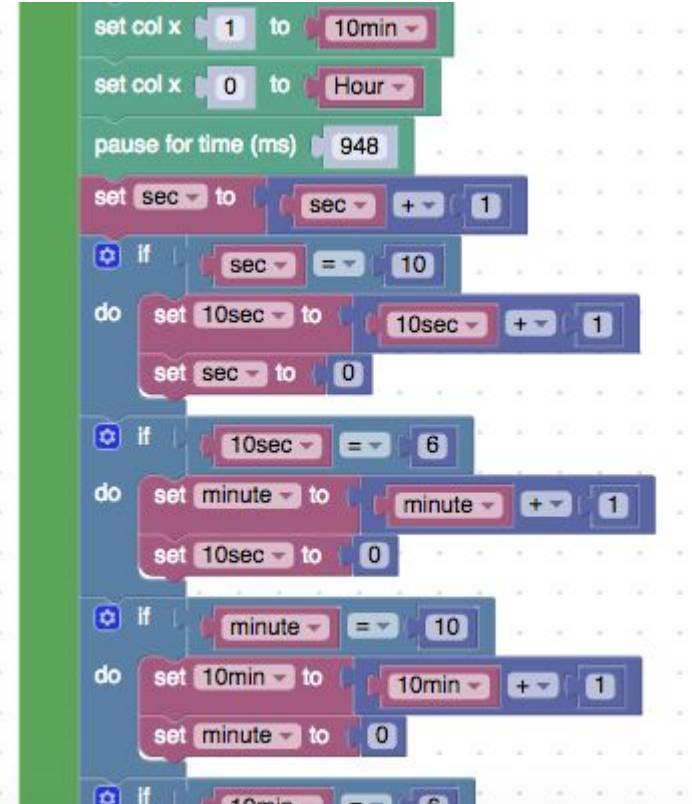 set col x 1 to 10min
set col x 0 to Hour
pause for time (ms) 948
set sec to sec + 1
if sec = 10
do set 10sec to 10sec + 1
set sec to 0
if 10sec = 6
do set minute to minute + 1
set 10sec to 0
if minute = 10
do set 10min to 10min + 1
set minute to 0
if 10min = 6